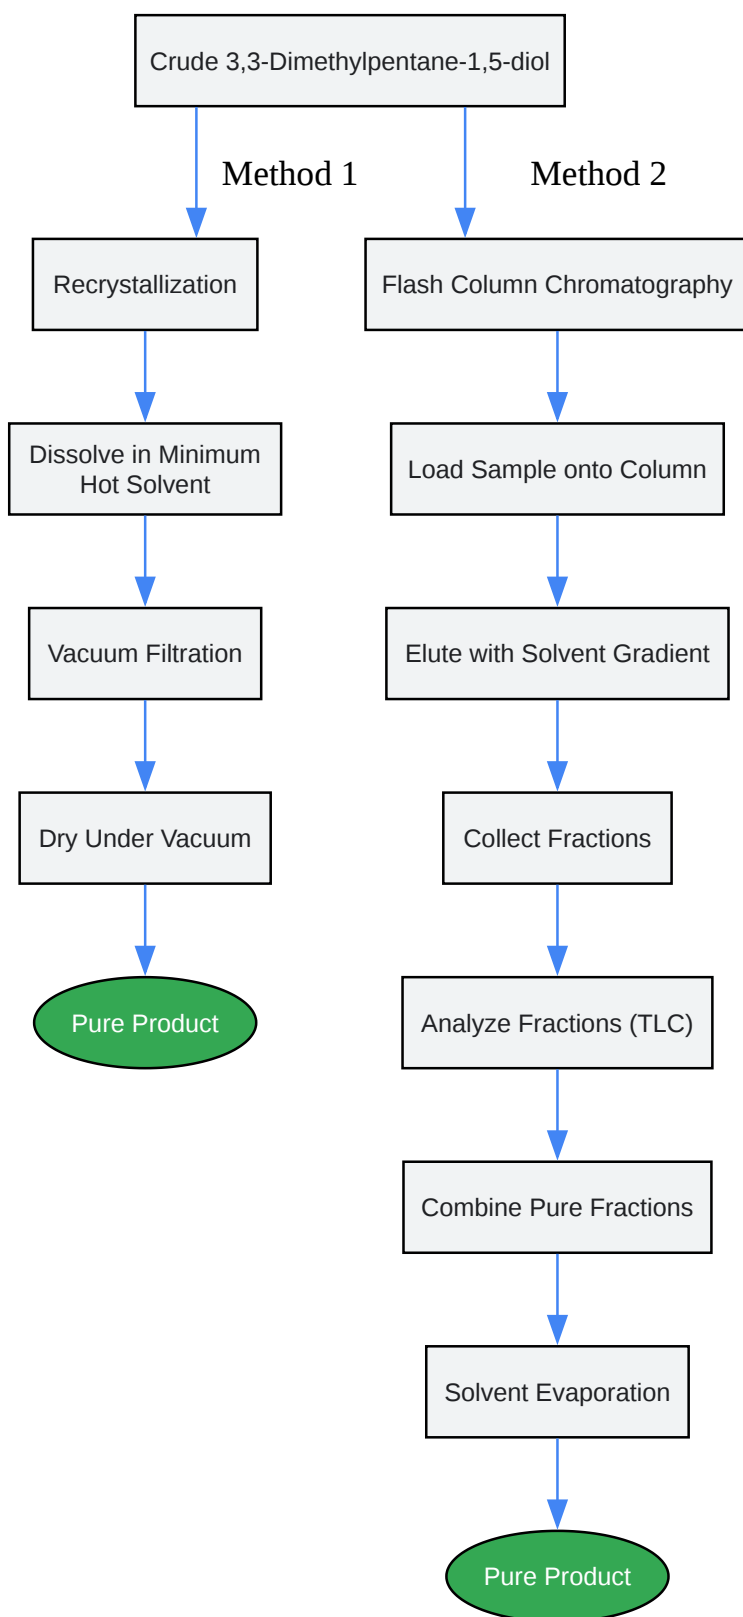 Crude 3,3-Dimethylpentane-1,5-diol
Method 1
Method 2
Recrystallization
Flash Column Chromatography
Dissolve in Minimum
Hot Solvent
Load Sample onto Column
Vacuum Filtration
Elute with Solvent Gradient
Dry Under Vacuum
Collect Fractions
Pure Product
Analyze Fractions (TLC)
Combine Pure Fractions
Solvent Evaporation
Pure Product